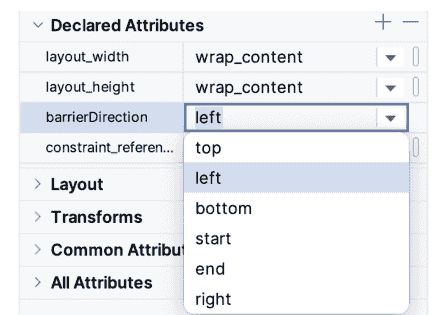 Declared Attributes
layout_width wrap_content
layout_height wrap_content
barrierDirection left
constraint_referen...
top
left
bottom
start
end
right
Layout
Transforms
Common Attribut
All Attributes